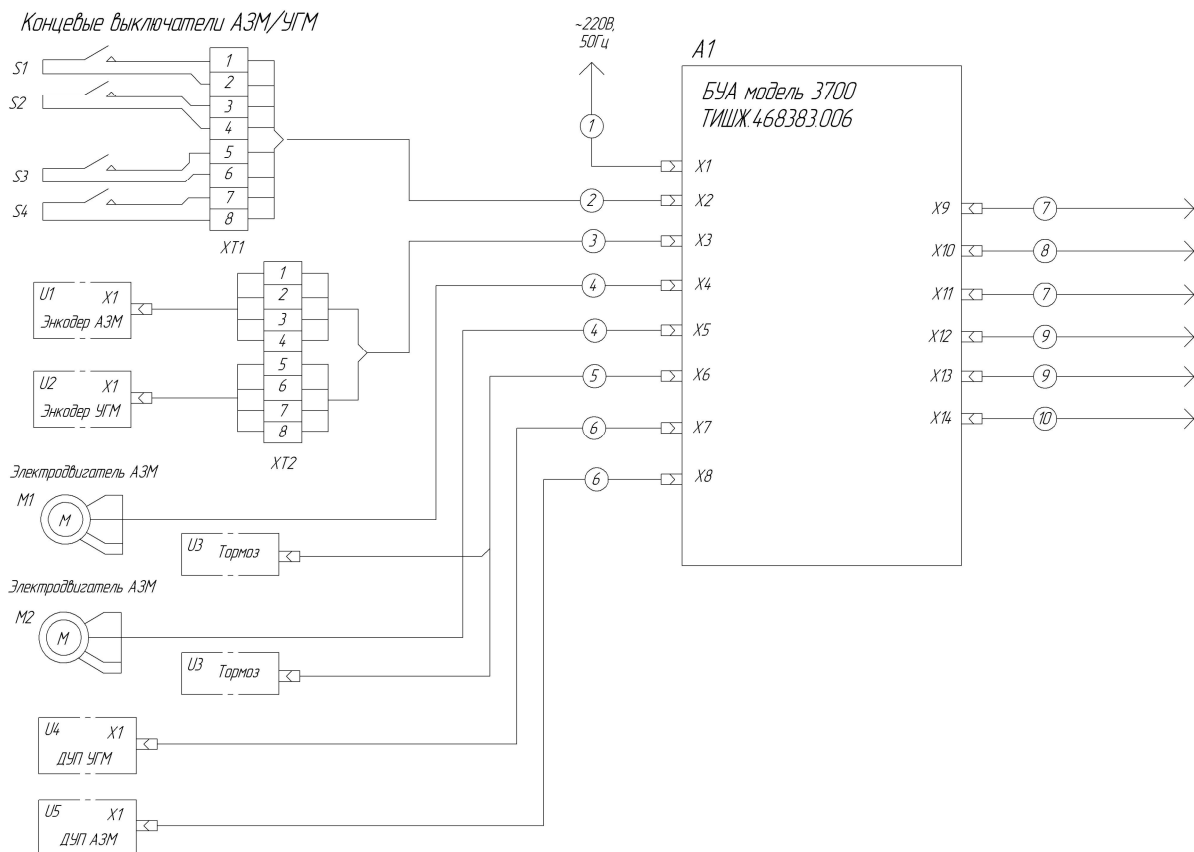 Концевые выключатели АЗМ/УГМ
S1
S2
S3
S4
1
2
3
4
5
6
7
8
XT1
U1 X1
Энкодер АЗМ
U2 X1
Энкодер УГМ
1
2
3
4
5
6
7
8
XT2
Электродвигатель АЗМ
M1
M
U3 Тормоз
Электродвигатель АЗМ
M2
M
U3 Тормоз
U4 X1
ДУП УГМ
U5 X1
ДУП АЗМ
~220В,
50Гц
1
2
3
4
4
5
6
6
A1
БУА модель 3700
ТИШЖ.468383.006
X1
X2
X3
X4
X5
X6
X7
X8
X9
X10
X11
X12
X13
X14
7
8
7
9
9
10